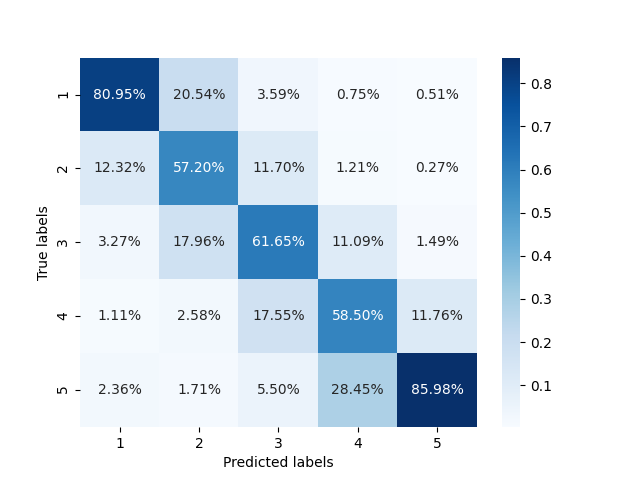 1 80.95% 20.54% 3.59% 0.75% 0.51%
2 12.32% 57.20% 11.70% 1.21% 0.27%
3 3.27% 17.96% 61.65% 11.09% 1.49%
4 1.11% 2.58% 17.55% 58.50% 11.76%
5 2.36% 1.71% 5.50% 28.45% 85.98%
True labels
1 2 3 4 5
Predicted labels
0.8
0.7
0.6
0.5
0.4
0.3
0.2
0.1